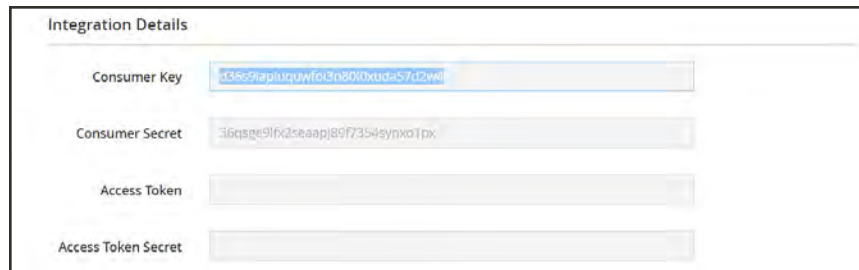 Integration Details
Consumer Key
Consumer Secret
Access Token
Access Token Secret